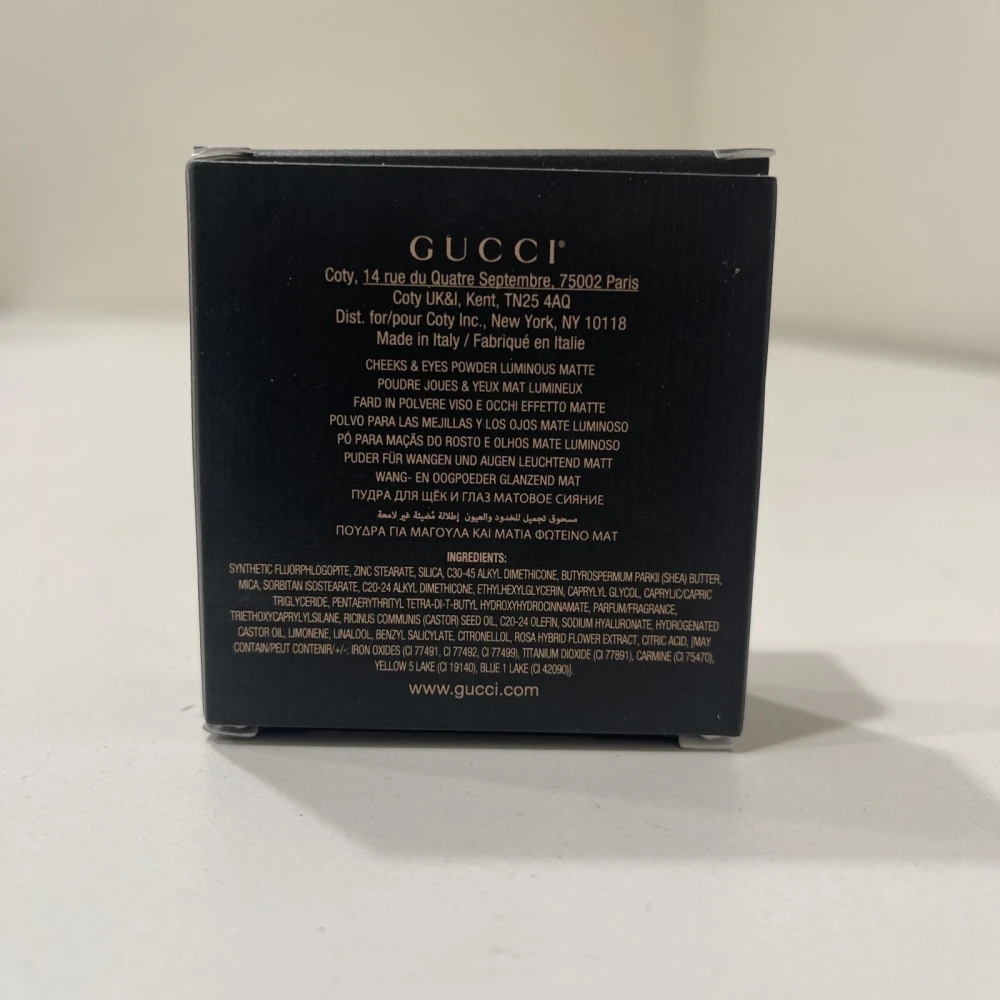 GUCCI®
Coty, 14 rue du Quatre Septembre, 75002 Paris
Coty UK&I, Kent, TN25 4AQ
Dist. for/pour Coty Inc., New York, NY 10118
Made in Italy / Fabriqué en Italie
CHEEKS & EYES POWDER LUMINOUS MATTE
POUDRE JOUES & YEUX MAT LUMINEUX
FARD IN POLVERE VISO E OCCHI EFFETTO MATTE
POLVO PARA LAS MEJILLAS Y LOS OJOS MATE LUMINOSO
PÓ PARA MAÇÃS DO ROSTO E OLHOS MATE LUMINOSO
PUDER FÜR WANGEN UND AUGEN LEUCHTEND MATT
WANG- EN OOGPOEDER GLANZEND MAT
ПУДРА ДЛЯ ЩЁК И ГЛАЗ МАТОВОЕ СИЯНИЕ
مسحوق تجميل للخدود والعيون إطلالة مُضيئة غير لامعة
ΠΟΥΔΡΑ ΓΙΑ ΜΑΓΟΥΛΑ ΚΑΙ ΜΑΤΙΑ ΦΩΤΕΙΝΟ ΜΑΤ
INGREDIENTS:
SYNTHETIC FLUORPHLOGOPITE, ZINC STEARATE, SILICA, C30-45 ALKYL DIMETHICONE, BUTYROSPERMUM PARKII (SHEA) BUTTER,
MICA, SORBITAN ISOSTEARATE, C20-24 ALKYL DIMETHICONE, ETHYLHEXYLGLYCERIN, CAPRYLYL GLYCOL, CAPRYLIC/CAPRIC
TRIGLYCERIDE, PENTAERYTHRITYL TETRA-DI-T-BUTYL HYDROXYHYDROCINNAMATE, PARFUM/FRAGRANCE,
TRIETHOXYCAPRYLYLSILANE, RICINUS COMMUNIS (CASTOR) SEED OIL, C20-24 OLEFIN, SODIUM HYALURONATE, HYDROGENATED
CASTOR OIL, LIMONENE, LINALOOL, BENZYL SALICYLATE, CITRONELLOL, ROSA HYBRID FLOWER EXTRACT, CITRIC ACID, [MAY
CONTAIN/PEUT CONTENIR/+/-: IRON OXIDES (CI 77491, CI 77492, CI 77499), TITANIUM DIOXIDE (CI 77891), CARMINE (CI 75470),
YELLOW 5 LAKE (CI 19140), BLUE 1 LAKE (CI 42090)].
www.gucci.com